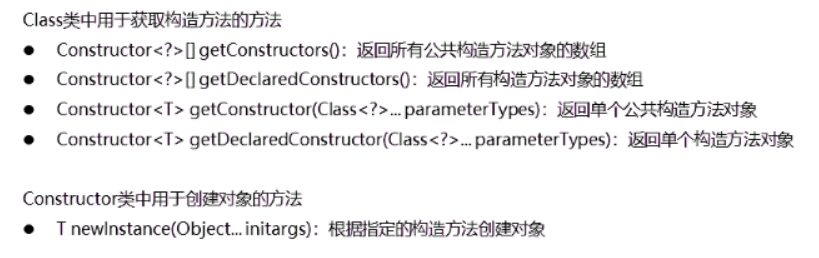 Class类中用于获取构造方法的方法
● Constructor<?>[] getConstructors()：返回所有公共构造方法对象的数组
● Constructor<?>[] getDeclaredConstructors()：返回所有构造方法对象的数组
● Constructor<T> getConstructor(Class<?>... parameterTypes)：返回单个公共构造方法对象
● Constructor<T> getDeclaredConstructor(Class<?>... parameterTypes)：返回单个构造方法对象
Constructor类中用于创建对象的方法
● T newInstance(Object... initargs)：根据指定的构造方法创建对象